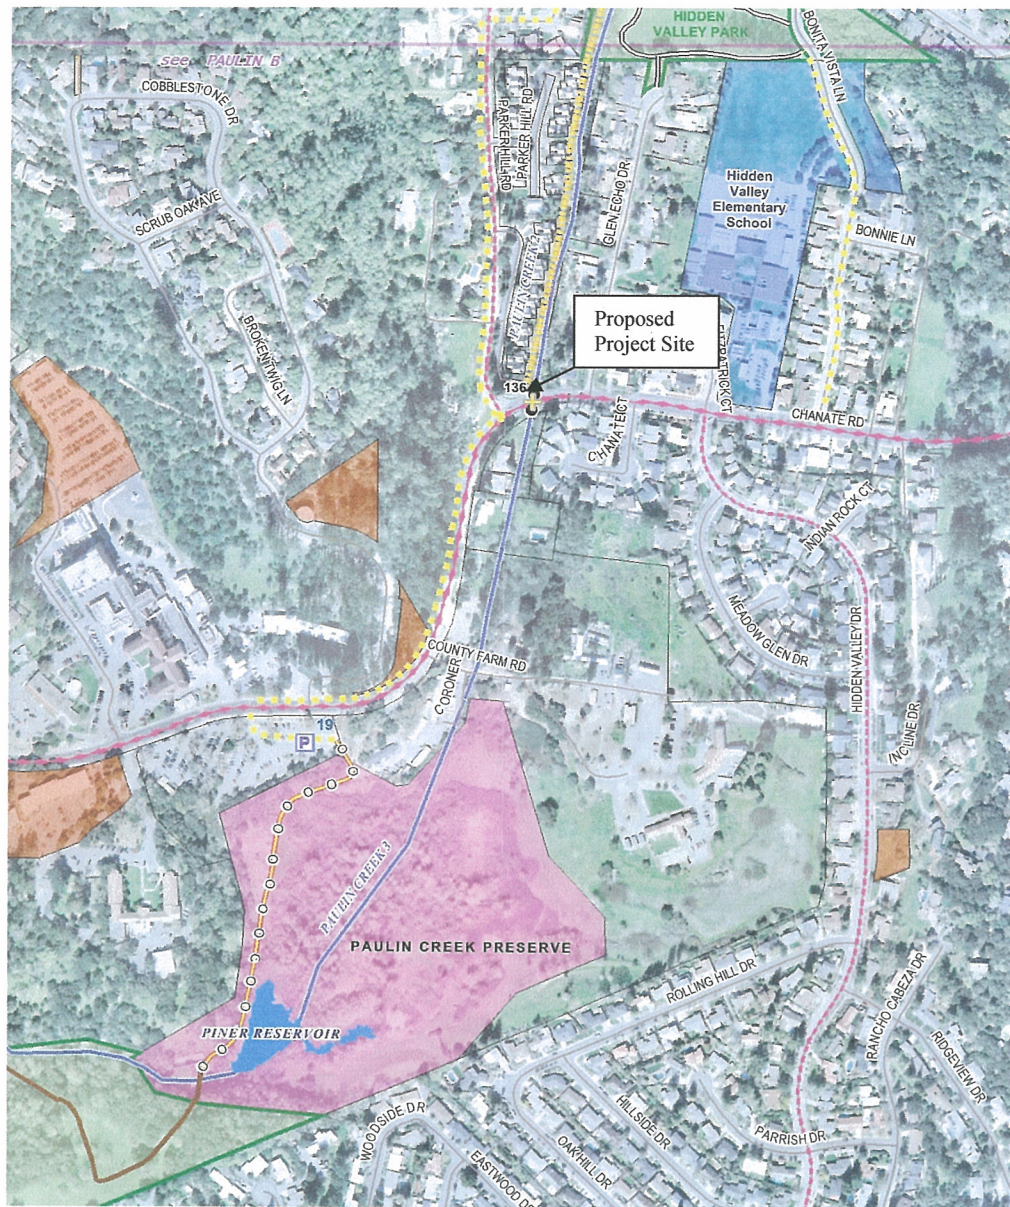 HIDDEN
VALLEY PARK
BONITA VISTA LN
see PAULIN B
COBBLESTONE DR
PARKER HILL RD
PARKER HILL RD
GLEN ECHO DR
SCRUB OAK AVE
Hidden
Valley
Elementary
School
BONNIE LN
PAULIN CREEK 2
BROKEN TWIG LN
Proposed
Project Site
FITZPATRICK CT
136
CHANATE RD
CHANATE CT
INDIAN ROCK CT
MEADOW GLEN DR
HIDDEN VALLEY DR
COUNTY FARM RD
CORONER
19
P
INC LINE DR
PAULIN CREEK 3
PAULIN CREEK PRESERVE
ROLLING HILL DR
RANCHO CABEZA DR
PINER RESERVOIR
RIDGEVIEW DR
WOODSIDE DR
HILLSIDE DR
PARRISH DR
OAK HILL DR
EASTWOOD DR